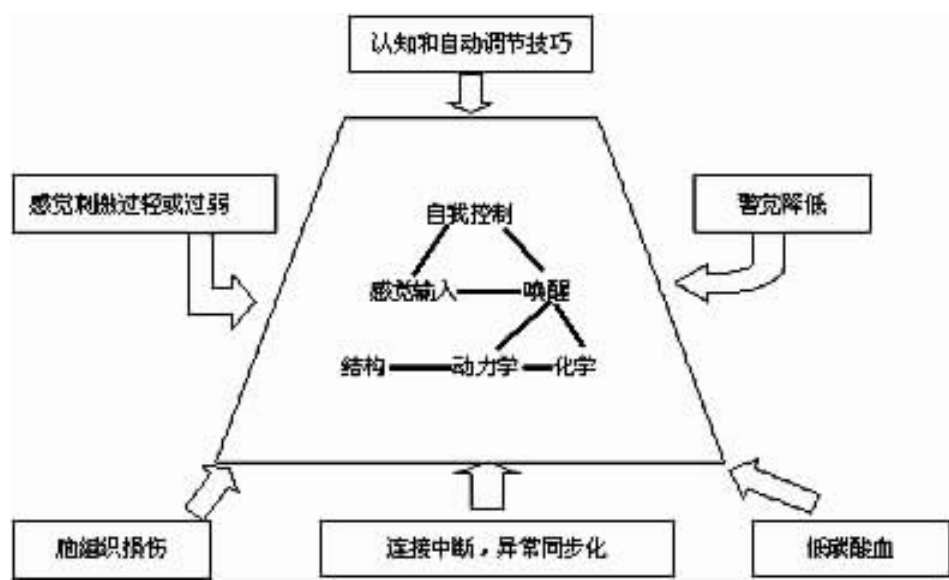 认知和自动调节技巧
感觉刺激过轻或过弱
警觉降低
自我控制
感觉输入 唤醒
结构 动力学 化学
胞组织损伤
连接中断，异常同步化
低碳酸血